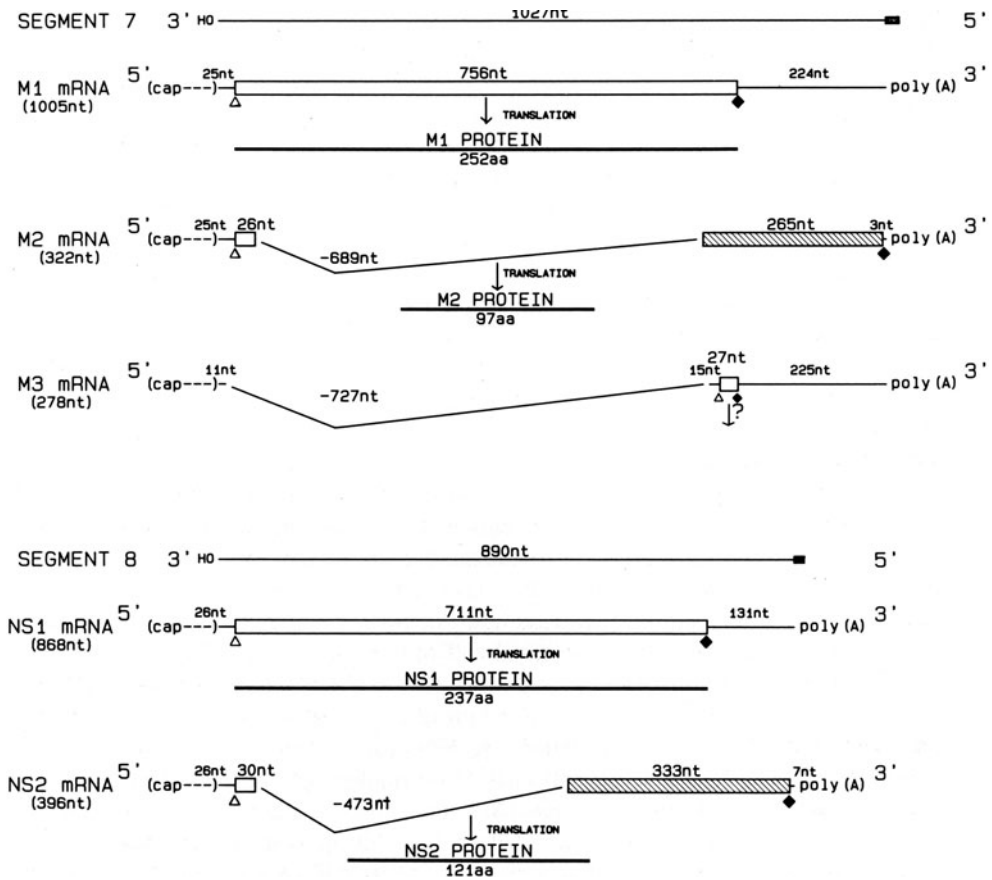 1027nt
SEGMENT 7 3' HO 5'
5' 25nt 756nt 224nt 3'
M1 mRNA (cap---) poly(A)
(1005nt)
TRANSLATION
M1 PROTEIN
252aa
5' 25nt 26nt 265nt 3nt 3'
M2 mRNA (cap---) poly(A)
(322nt)
-689nt
TRANSLATION
M2 PROTEIN
97aa
27nt
5' 11nt 15nt 225nt 3'
M3 mRNA (cap---) poly(A)
(278nt)
-727nt
?
890nt
SEGMENT 8 3' HO 5'
5' 26nt 711nt 131nt 3'
NS1 mRNA (cap---) poly(A)
(868nt)
TRANSLATION
NS1 PROTEIN
237aa
5' 26nt 30nt 333nt 7nt 3'
NS2 mRNA (cap---) poly(A)
(396nt)
-473nt
TRANSLATION
NS2 PROTEIN
121aa